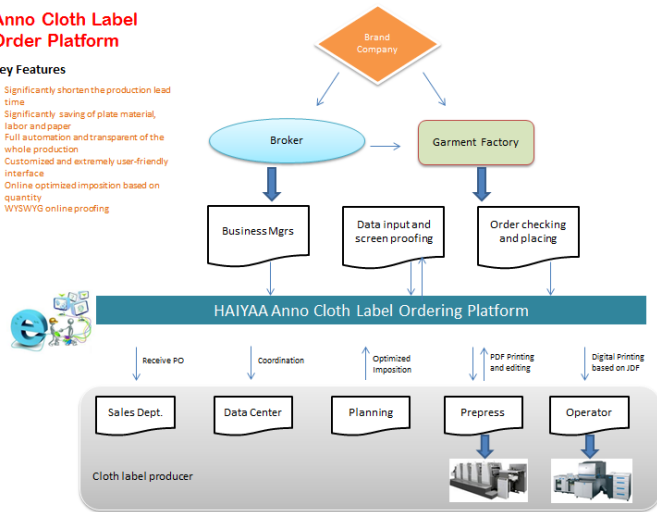 Anno Cloth Label
Order Platform
ey Features
Significantly shorten the production lead
time
Significantly saving of plate material,
labor and paper
Full automation and transparent of the
whole production
Customized and extremely user-friendly
interface
Online optimized imposition based on
quantity
WYSWYG online proofing
Brand
Company
Broker
Garment Factory
Business Mgrs
Data input and
screen proofing
Order checking
and placing
HAIYAA Anno Cloth Label Ordering Platform
Receive PO
Coordination
Optimized
Imposition
PDF Printing
and editing
Digital Printing
based on JDF
Sales Dept.
Data Center
Planning
Prepress
Operator
Cloth label producer